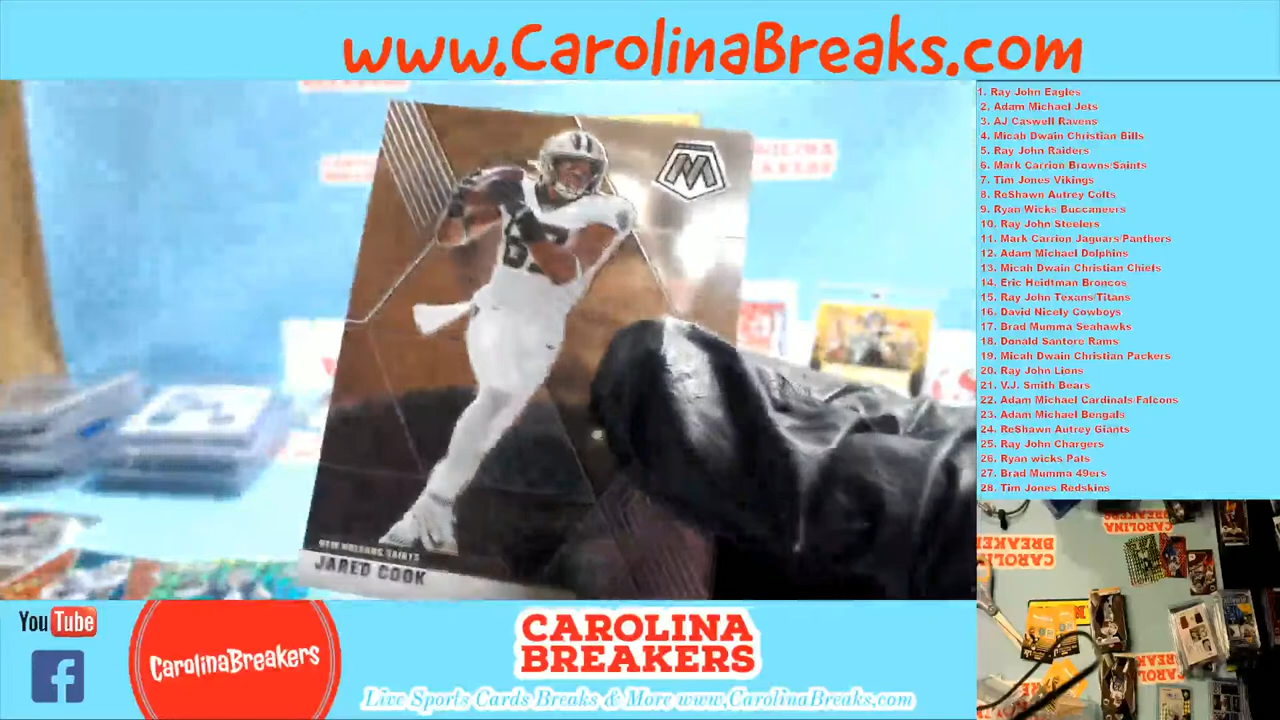 www.CarolinaBreaks.com
1. Ray John Eagles
2. Adam Michael Jets
3. AJ Caswell Ravens
4. Micah Dwain Christian Bills
5. Ray John Raiders
6. Mark Carrion Browns/Saints
7. Tim Jones Vikings
8. ReShawn Autrey Colts
9. Ryan Wicks Buccaneers
10. Ray John Steelers
11. Mark Carrion Jaguars/Panthers
12. Adam Michael Dolphins
13. Micah Dwain Christian Chiefs
14. Eric Heidtman Broncos
15. Ray John Texans/Titans
16. David Nicely Cowboys
17. Brad Mumma Seahawks
18. Donald Santore Rams
19. Micah Dwain Christian Packers
20. Ray John Lions
21. V.J. Smith Bears
22. Adam Michael Cardinals/Falcons
23. Adam Michael Bengals
24. ReShawn Autrey Giants
25. Ray John Chargers
26. Ryan wicks Pats
27. Brad Mumma 49ers
28. Tim Jones Redskins
M
NEW ORLEANS SAINTS
JARED COOK
CAROLINA
BREAKERS
CAROLINA
YouTube
CarolinaBreakers
CAROLINA
BREAKERS
Live Sports Cards Breaks & More www.CarolinaBreaks.com